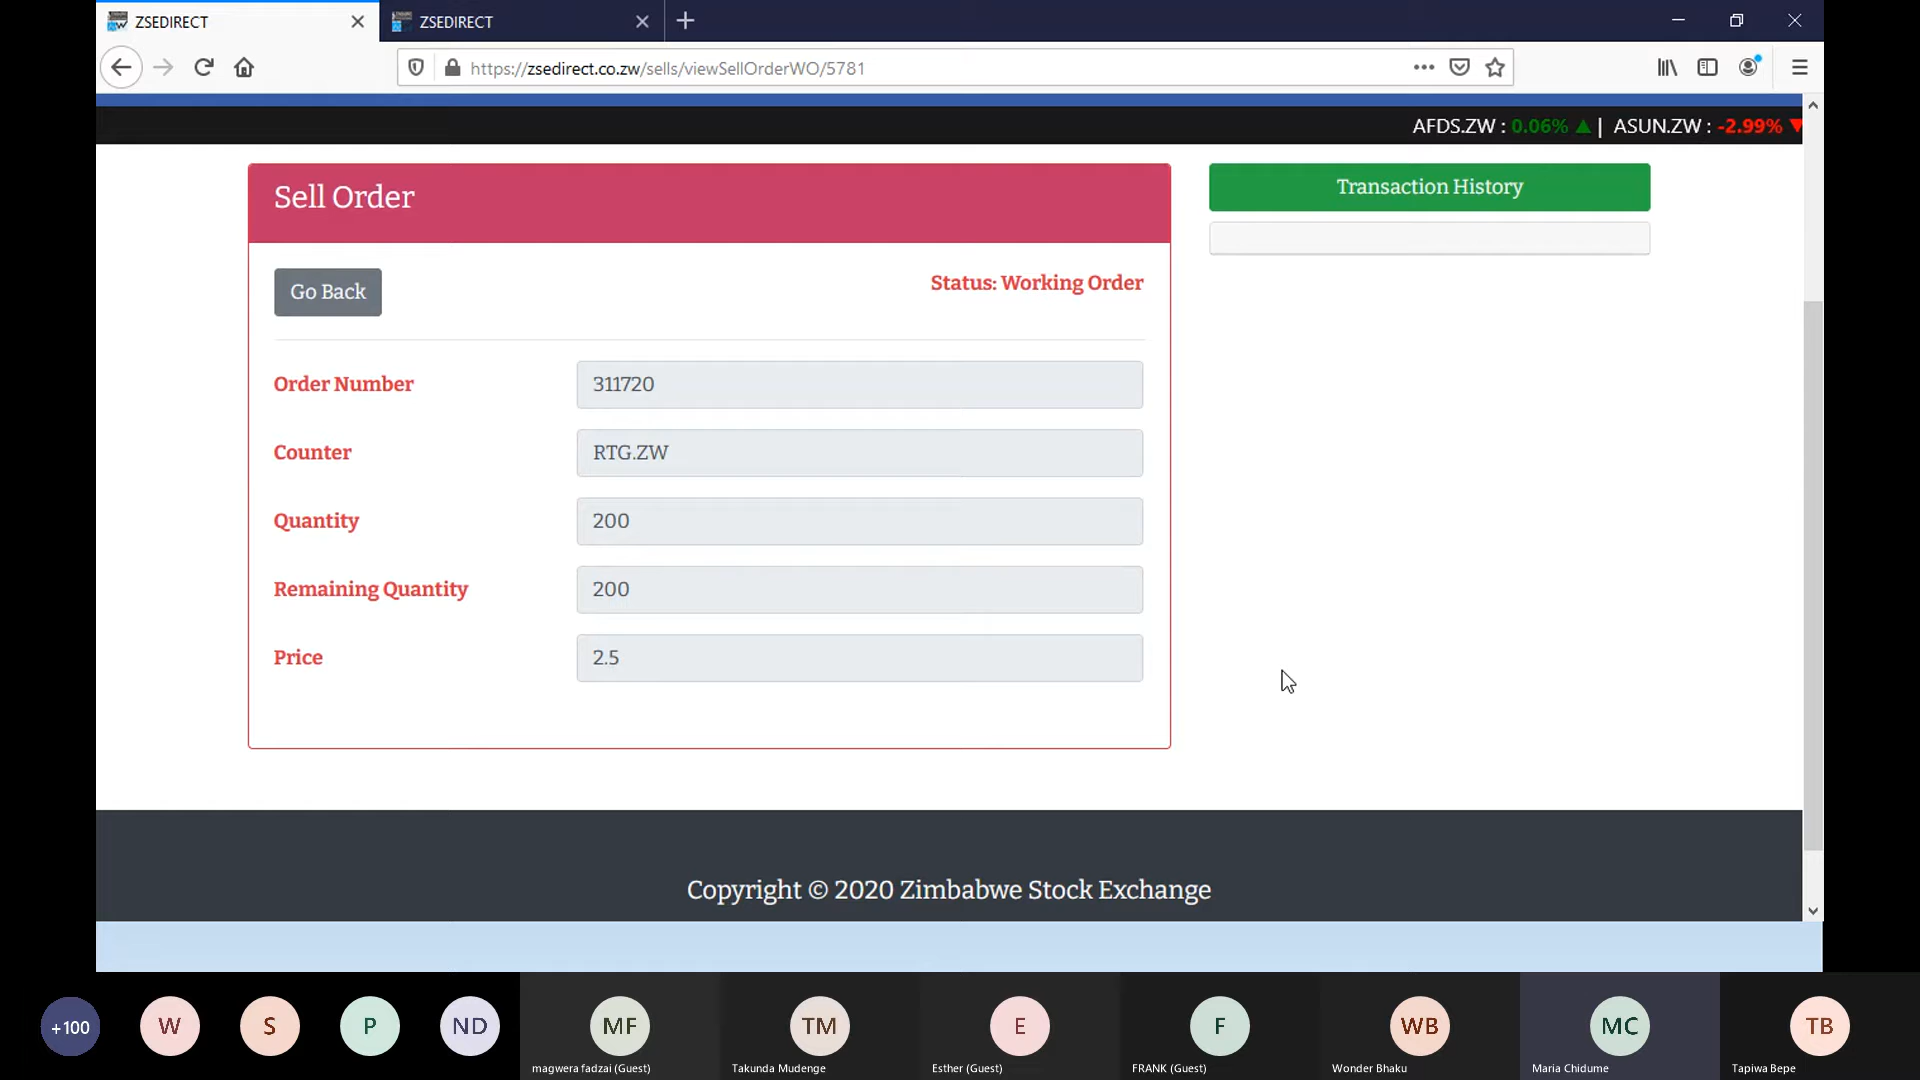 ZSEDIRECT
ZSEDIRECT
https://zsedirect.co.zw/sells/viewSellOrderWO/5781
AFDS.ZW : 0.06% ▲ | ASUN.ZW : -2.99% ▼
Sell Order
Transaction History
Go Back
Status: Working Order
Order Number
311720
Counter
RTG.ZW
Quantity
200
Remaining Quantity
200
Price
2.5
Copyright © 2020 Zimbabwe Stock Exchange
+100
W
S
P
ND
MF
TM
E
F
WB
MC
TB
magwera fadzai (Guest)
Takunda Mudenge
Esther (Guest)
FRANK (Guest)
Wonder Bhaku
Maria Chidume
Tapiwa Bepe